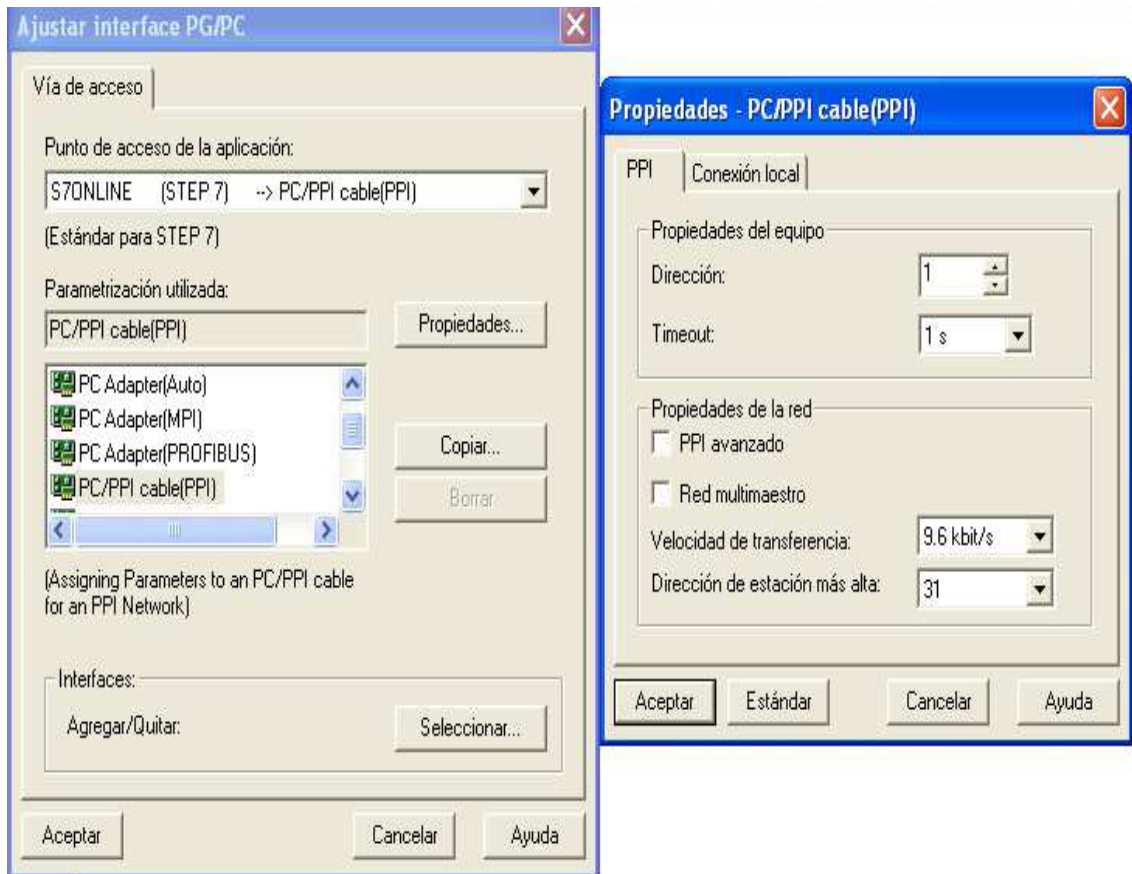 Ajustar interface PG/PC
Vía de acceso
Punto de acceso de la aplicación:
S7ONLINE (STEP 7) --> PC/PPI cable(PPI)
(Estándar para STEP 7)
Parametrización utilizada:
PC/PPI cable(PPI)
Propiedades...
PC Adapter(Auto)
PC Adapter(MPI)
PC Adapter(PROFIBUS)
PC/PPI cable(PPI)
Copiar...
Borrar
(Assigning Parameters to an PC/PPI cable
for an PPI Network)
Interfaces:
Agregar/Quitar:
Seleccionar...
Aceptar
Cancelar
Ayuda
Propiedades - PC/PPI cable(PPI)
PPI
Conexión local
Propiedades del equipo
Dirección:
1
Timeout:
1 s
Propiedades de la red
PPI avanzado
Red multimaestro
Velocidad de transferencia:
9.6 kbit/s
Dirección de estación más alta:
31
Aceptar
Estándar
Cancelar
Ayuda